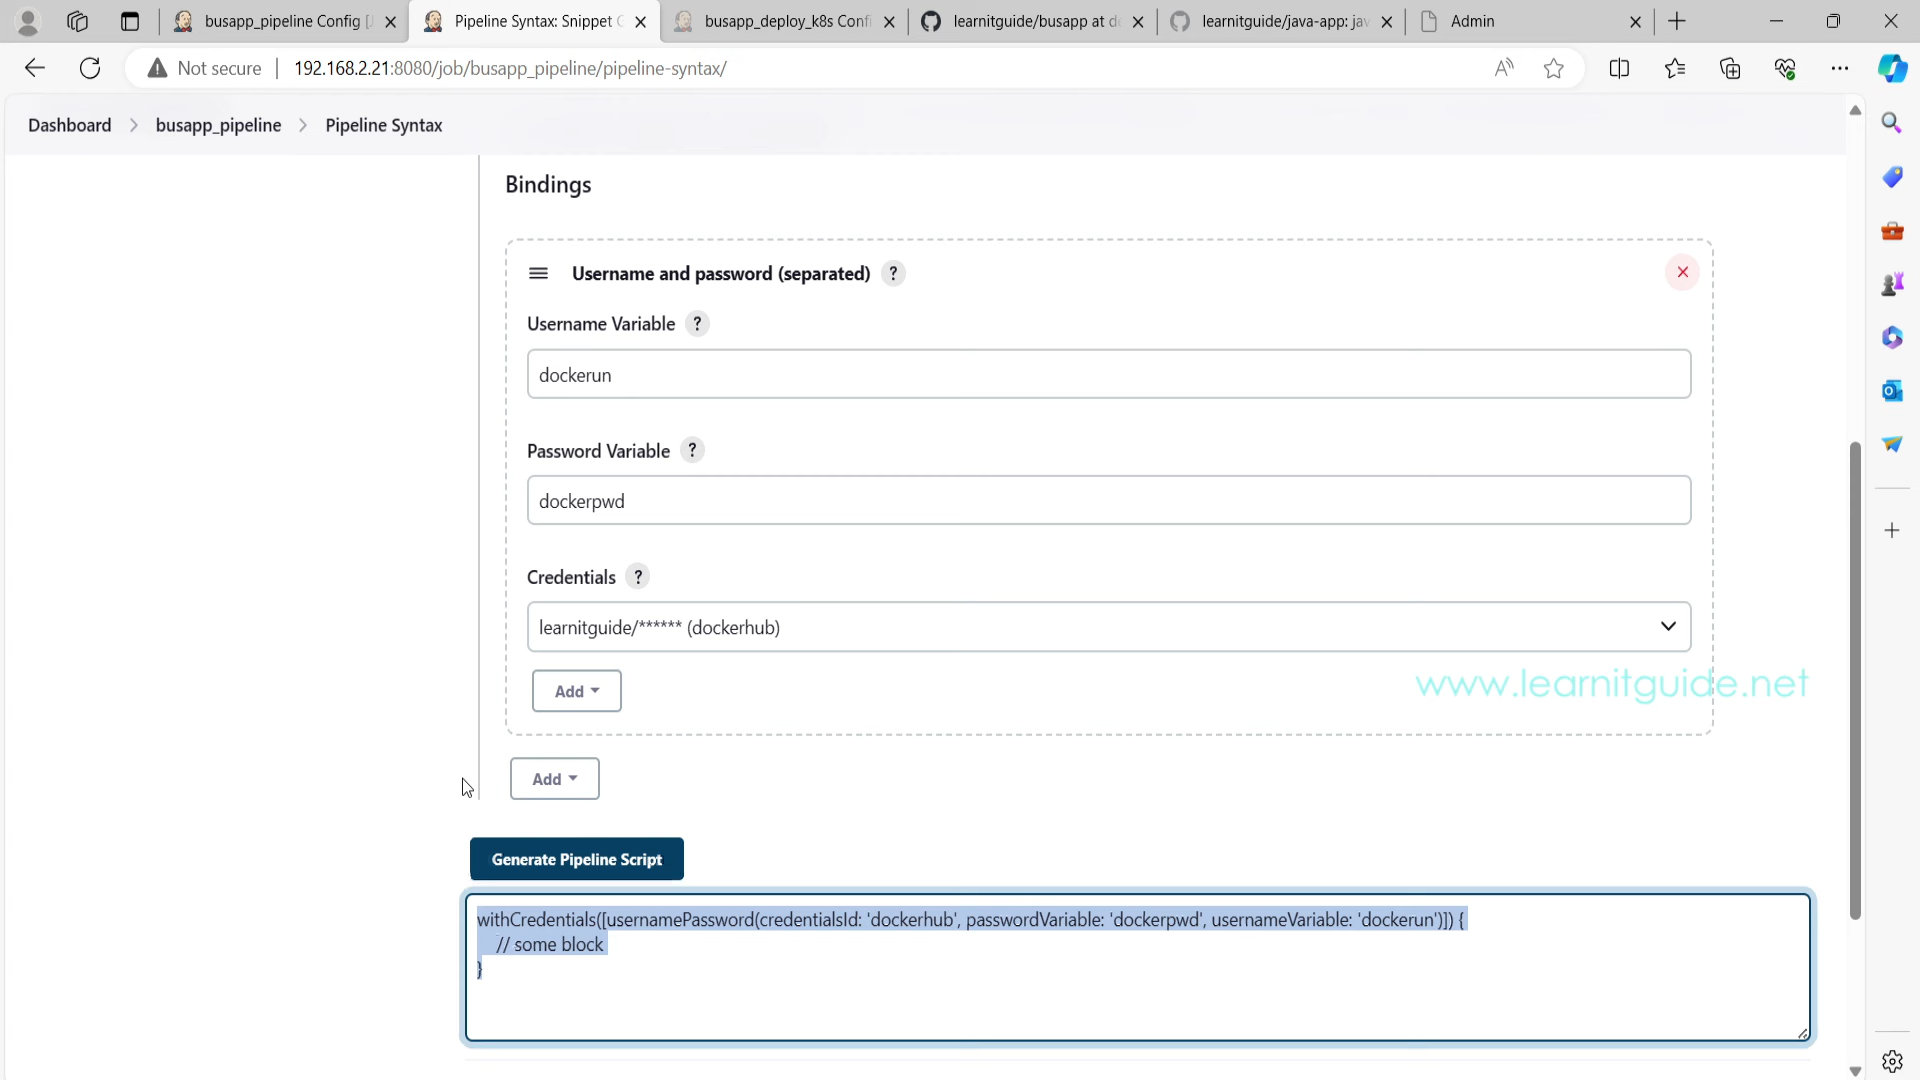 busapp_pipeline Config [J
Pipeline Syntax: Snippet G
busapp_deploy_k8s Confi
learnitguide/busapp at de
learnitguide/java-app: jav
Admin
Not secure
192.168.2.21:8080/job/busapp_pipeline/pipeline-syntax/
Dashboard > busapp_pipeline > Pipeline Syntax
Bindings
Username and password (separated) ?
Username Variable ?
dockerun
Password Variable ?
dockerpwd
Credentials ?
learnitguide/****** (dockerhub)
Add
www.learnitguide.net
Add
Generate Pipeline Script
withCredentials([usernamePassword(credentialsId: 'dockerhub', passwordVariable: 'dockerpwd', usernameVariable: 'dockerun')]) {
// some block
}